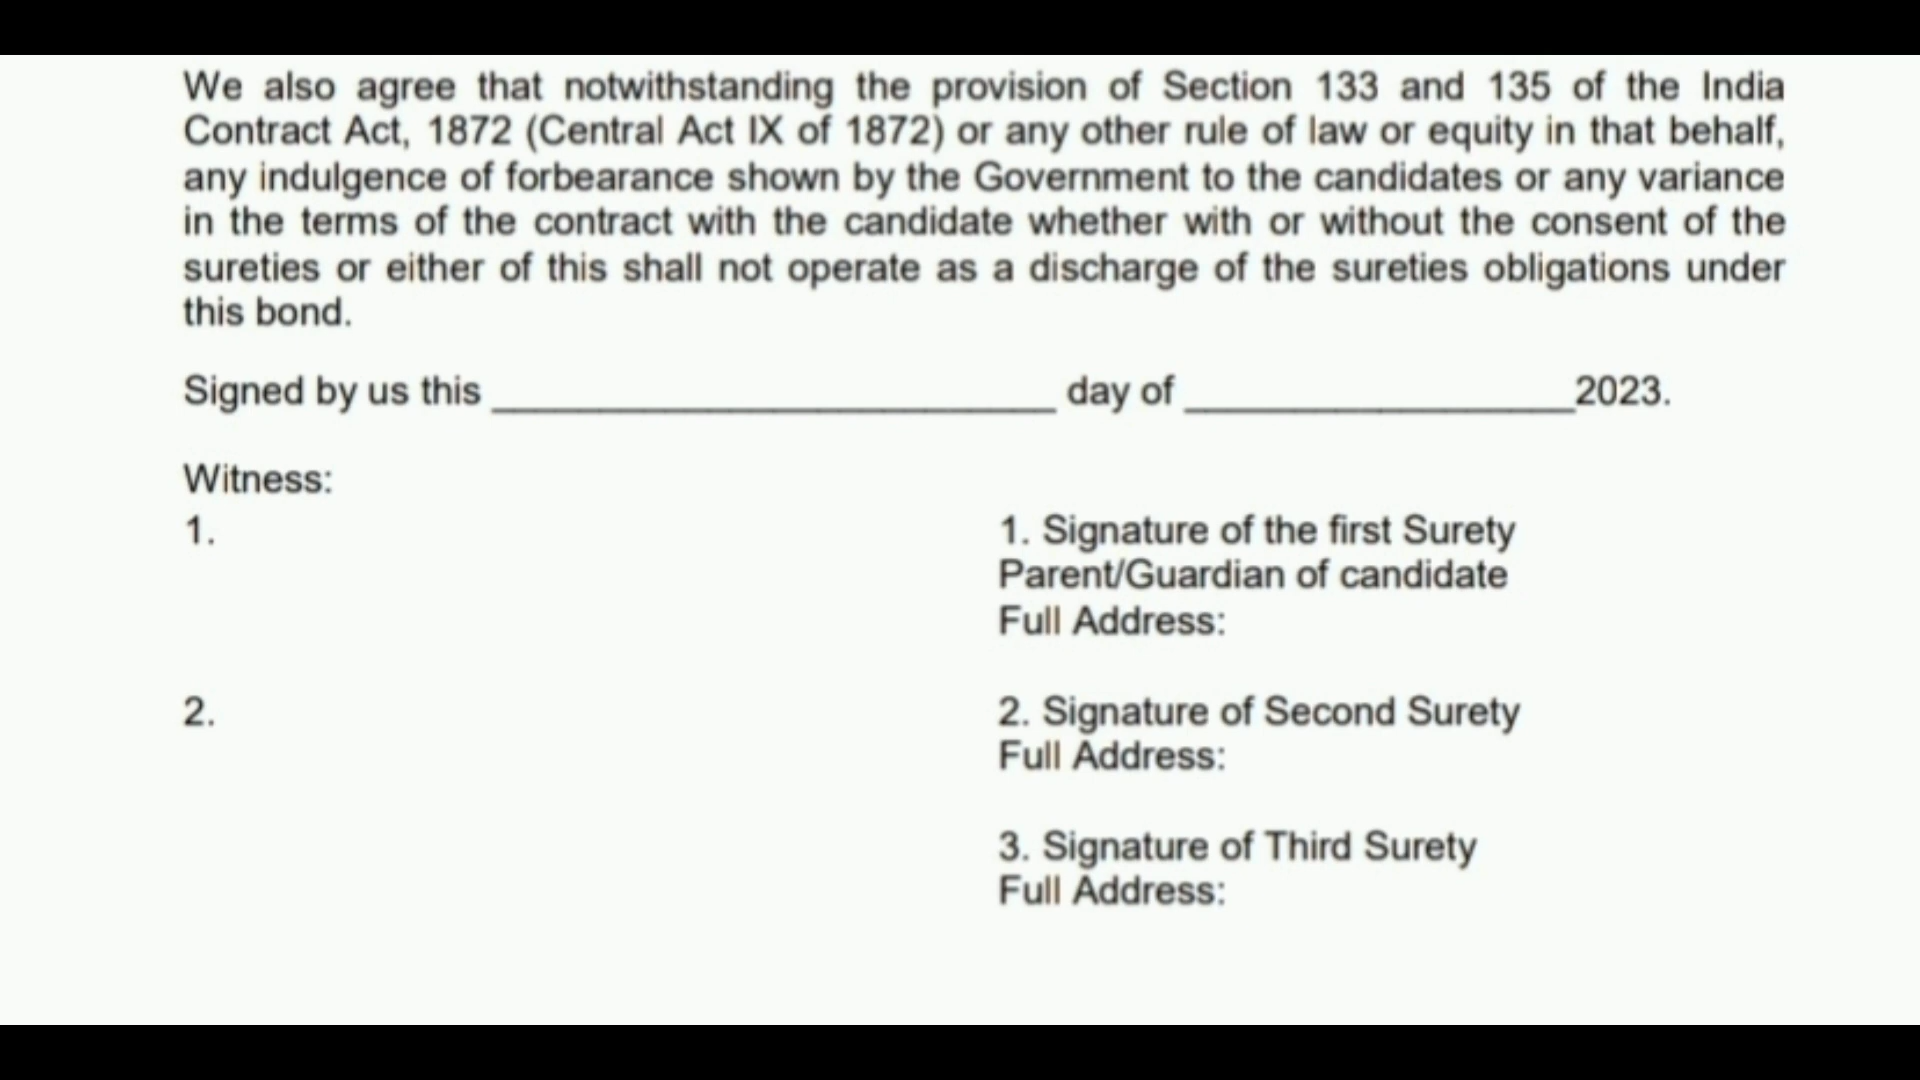 We also agree that notwithstanding the provision of Section 133 and 135 of the India
Contract Act, 1872 (Central Act IX of 1872) or any other rule of law or equity in that behalf,
any indulgence of forbearance shown by the Government to the candidates or any variance
in the terms of the contract with the candidate whether with or without the consent of the
sureties or either of this shall not operate as a discharge of the sureties obligations under
this bond.
Signed by us this __________________________ day of __________________2023.
Witness:
1.
1. Signature of the first Surety
Parent/Guardian of candidate
Full Address:
2.
2. Signature of Second Surety
Full Address:
3. Signature of Third Surety
Full Address: